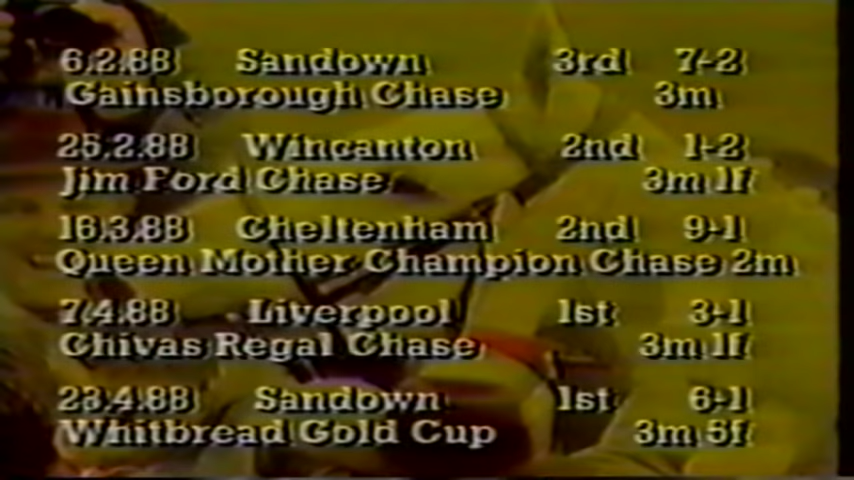 6.2.88 Sandown 3rd 7-2
Gainsborough Chase 3m
25.2.88 Wincanton 2nd 1-2
Jim Ford Chase 3m 1f
16.3.88 Cheltenham 2nd 9-1
Queen Mother Champion Chase 2m
7.4.88 Liverpool 1st 3-1
Chivas Regal Chase 3m 1f
23.4.88 Sandown 1st 6-1
Whitbread Gold Cup 3m 5f